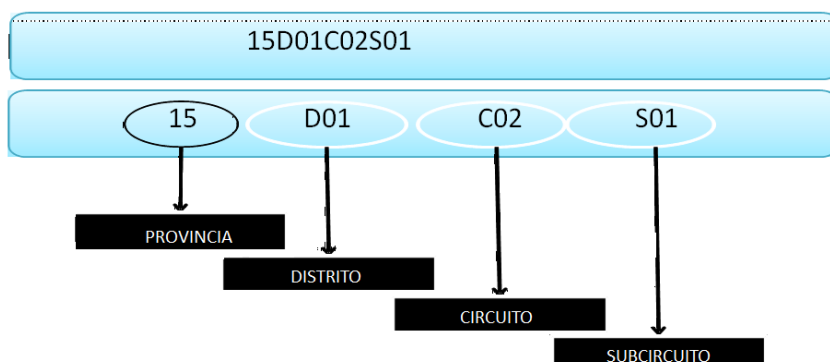 15D01C02S01
15 D01 C02 S01
PROVINCIA
DISTRITO
CIRCUITO
SUBCIRCUITO